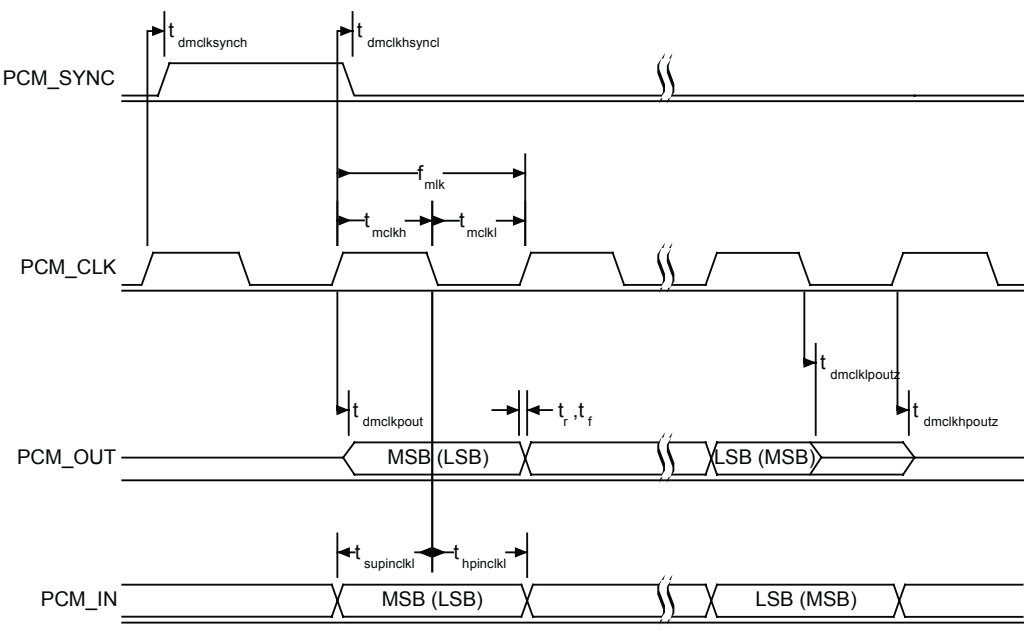 t dmclksynch
t dmclkhsyncl
PCM_SYNC
f mlk
t mclkh
t mclkl
PCM_CLK
t dmclklpoutz
t dmclkpout
t r ,t f
t dmclkhpoutz
PCM_OUT
MSB (LSB)
LSB (MSB)
t supinclkl
t hpinclkl
PCM_IN
MSB (LSB)
LSB (MSB)